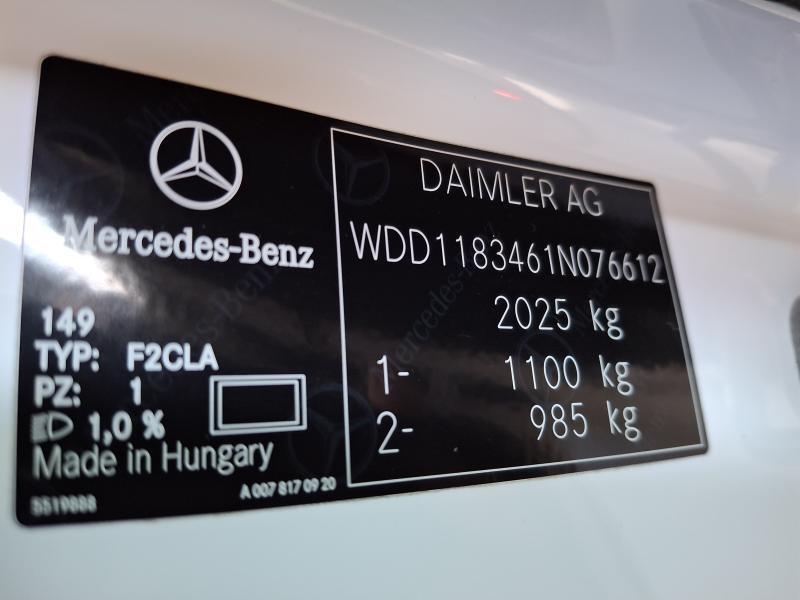 Mercedes-Benz
149
TYP: F2CLA
PZ: 1
1,0 %
Made in Hungary
5519888
A 007 817 09 20
DAIMLER AG
WDD1183461N076612
2025 kg
1- 1100 kg
2- 985 kg